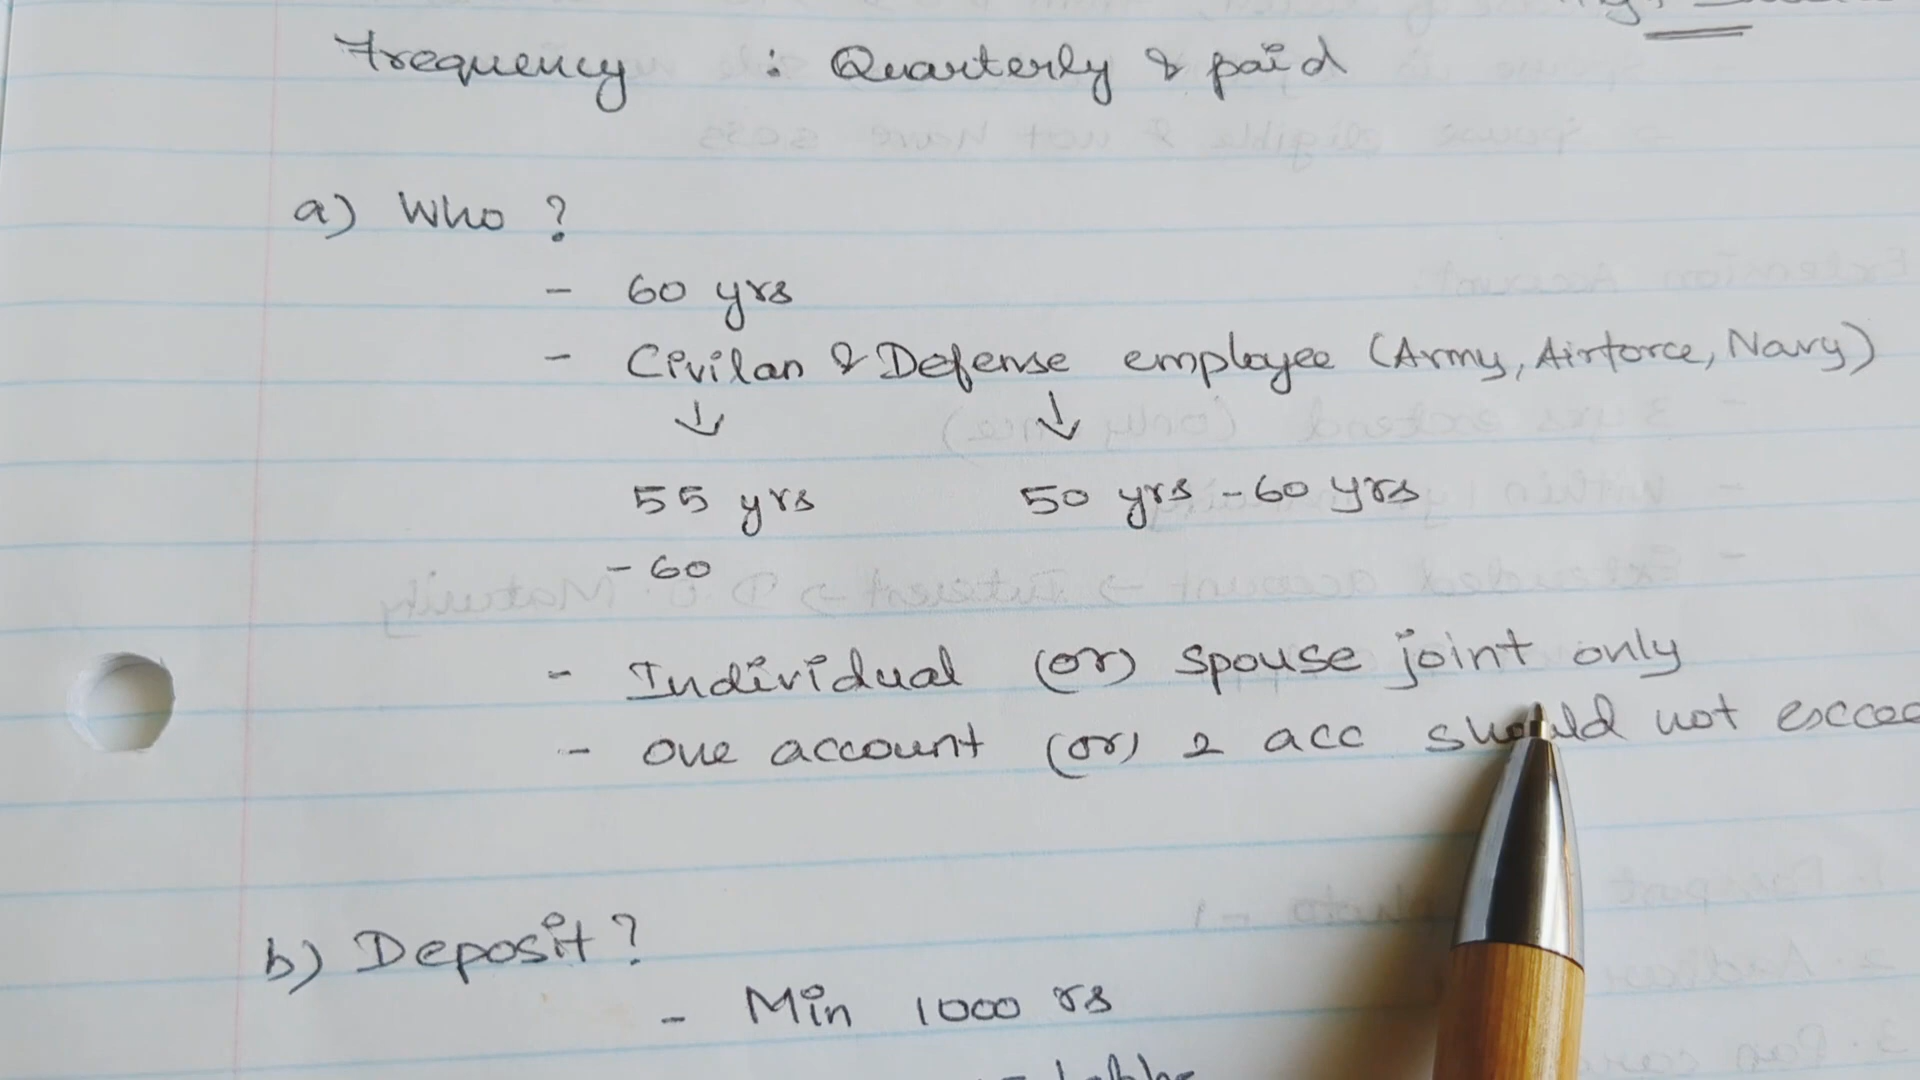 Frequency : Quarterly & paid
a) Who ?
- 60 yrs
- Civilan & Defense employee (Army, Airforce, Navy)
↓ ↓
55 yrs 50 yrs - 60 yrs
- 60
- Individual (or) spouse joint only
- one account (or) 2 acc should not excee
b) Deposit ?
- Min 1000 rs